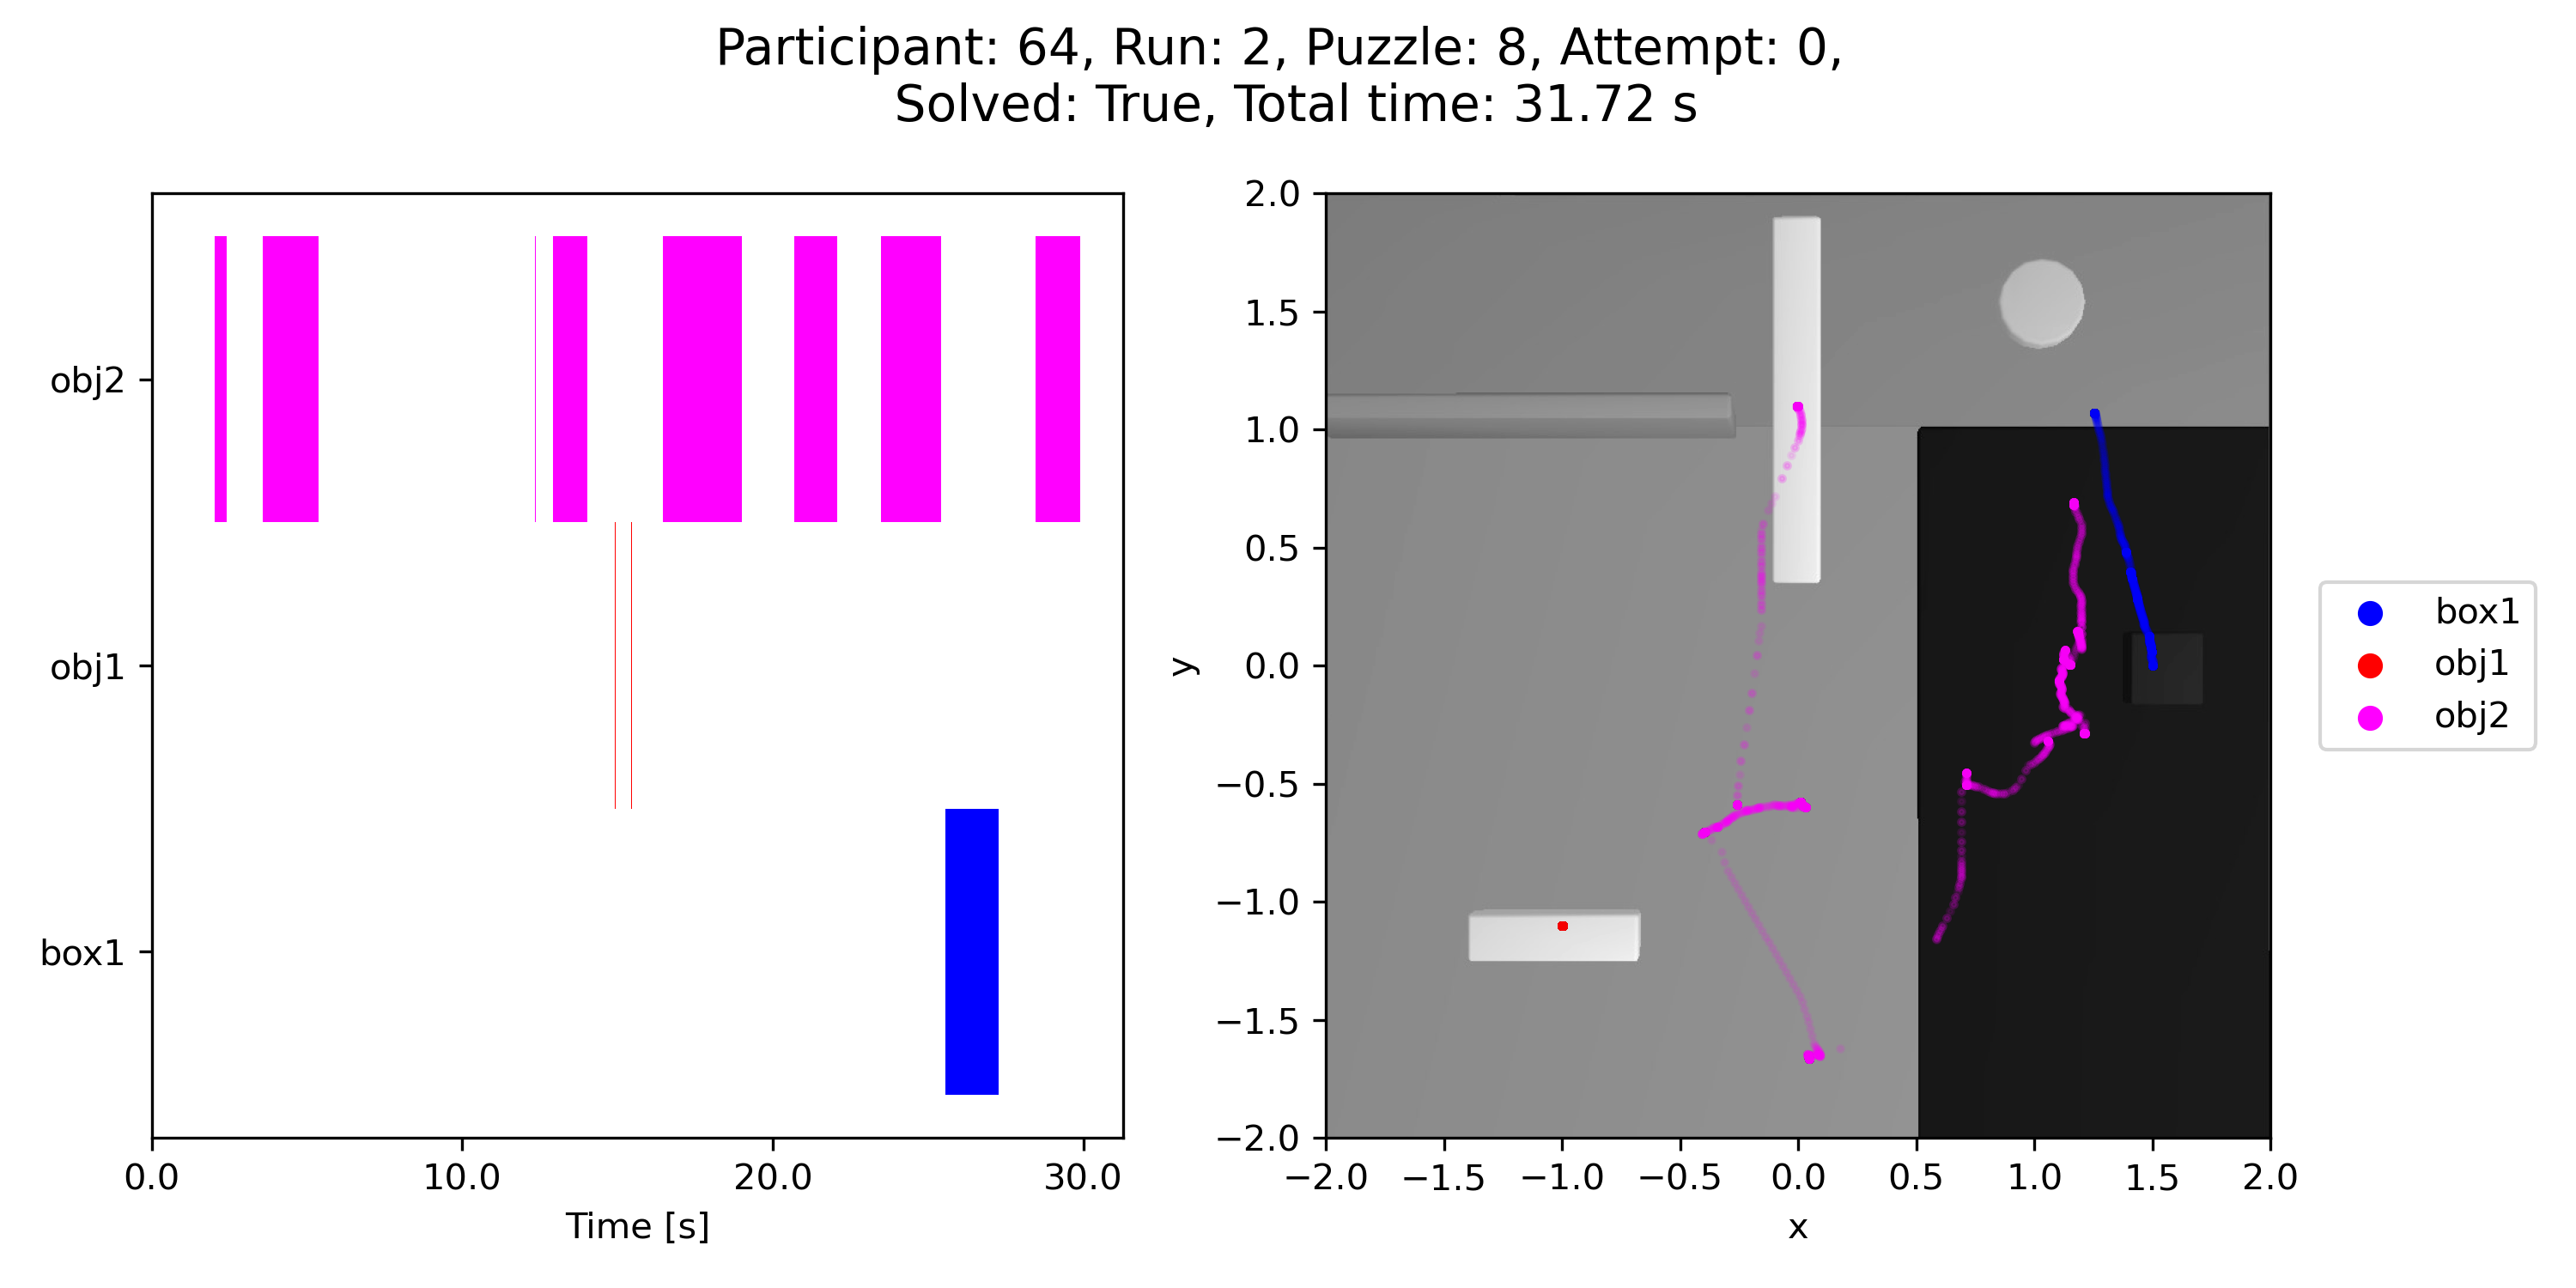 Participant: 64, Run: 2, Puzzle: 8, Attempt: 0,
Solved: True, Total time: 31.72 s
obj2
obj1
box1
0.0 10.0 20.0 30.0
Time [s]
2.0
1.5
1.0
0.5
0.0
−0.5
−1.0
−1.5
−2.0
y
−2.0 −1.5 −1.0 −0.5 0.0 0.5 1.0 1.5 2.0
x
box1
obj1
obj2